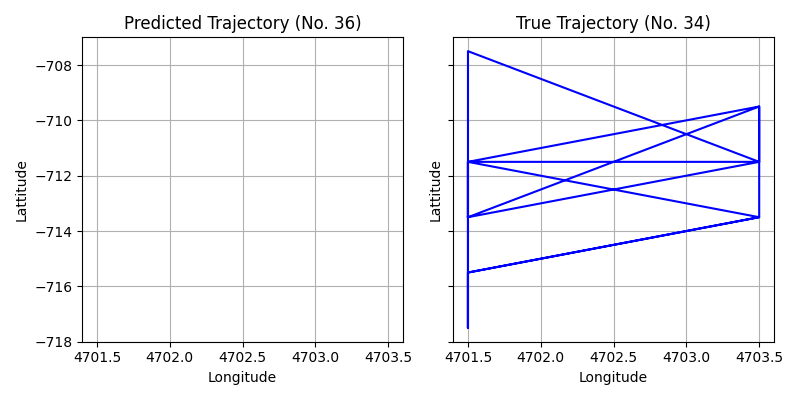 Predicted Trajectory (No. 36)
True Trajectory (No. 34)
−708
−710
−712
−714
−716
−718
Lattitude
Lattitude
4701.5 4702.0 4702.5 4703.0 4703.5
4701.5 4702.0 4702.5 4703.0 4703.5
Longitude
Longitude